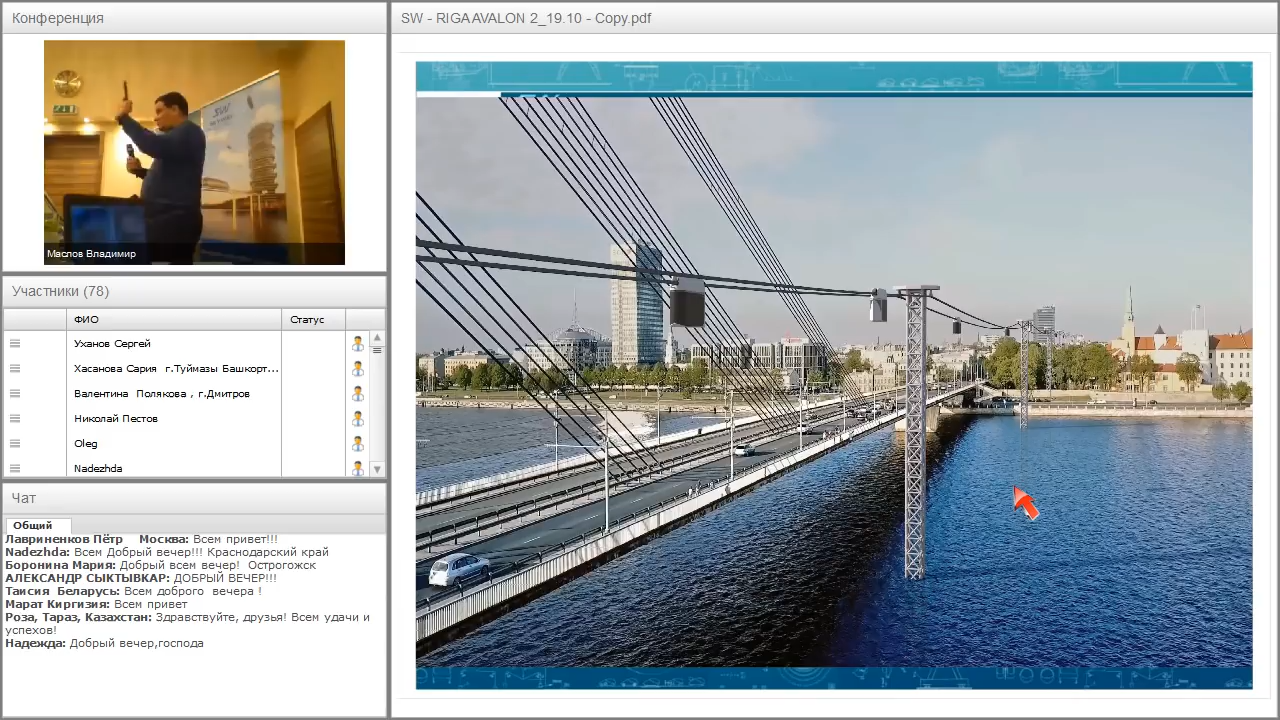 Конференция
Маслов Владимир
Участники (78)
ФИО
Статус
Уханов Сергей
Хасанова Сария г.Туймазы Башкорт...
Валентина Полякова , г.Дмитров
Николай Пестов
Oleg
Nadezhda
Чат
Общий
Лавриненков Пётр Москва: Всем привет!!!
Nadezhda: Всем Добрый вечер!!! Краснодарский край
Боронина Мария: Добрый всем вечер! Острогожск
АЛЕКСАНДР СЫКТЫВКАР: ДОБРЫЙ ВЕЧЕР!!!
Таисия Беларусь: Всем доброго вечера !
Марат Киргизия: Всем привет
Роза, Тараз, Казахстан: Здравствуйте, друзья! Всем удачи и
успехов!
Надежда: Добрый вечер,господа
SW - RIGAAVALON 2_19.10 - Copy.pdf